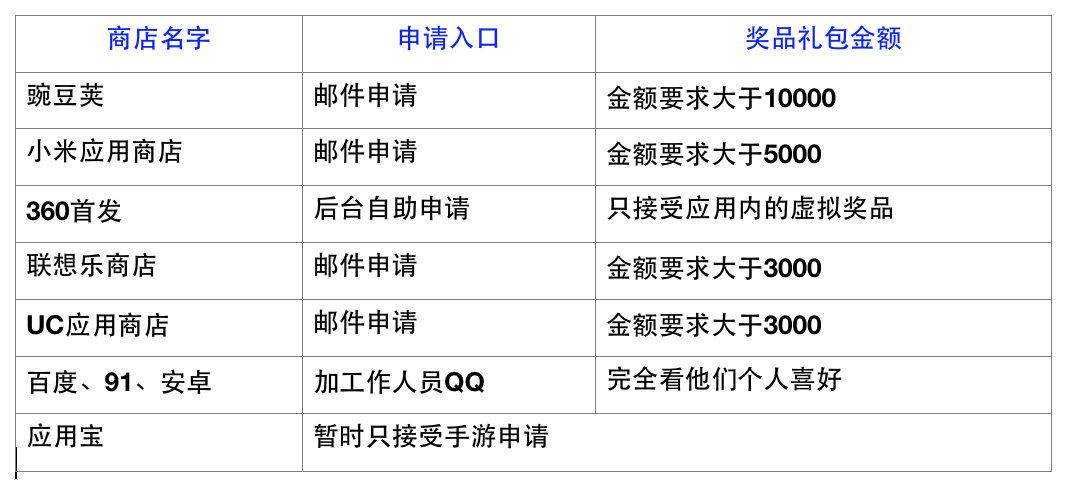 商店名字 申请入口 奖品礼包金额
豌豆荚 邮件申请 金额要求大于10000
小米应用商店 邮件申请 金额要求大于5000
360首发 后台自助申请 只接受应用内的虚拟奖品
联想乐商店 邮件申请 金额要求大于3000
UC应用商店 邮件申请 金额要求大于3000
百度、91、安卓 加工作人员QQ 完全看他们个人喜好
应用宝 暂时只接受手游申请